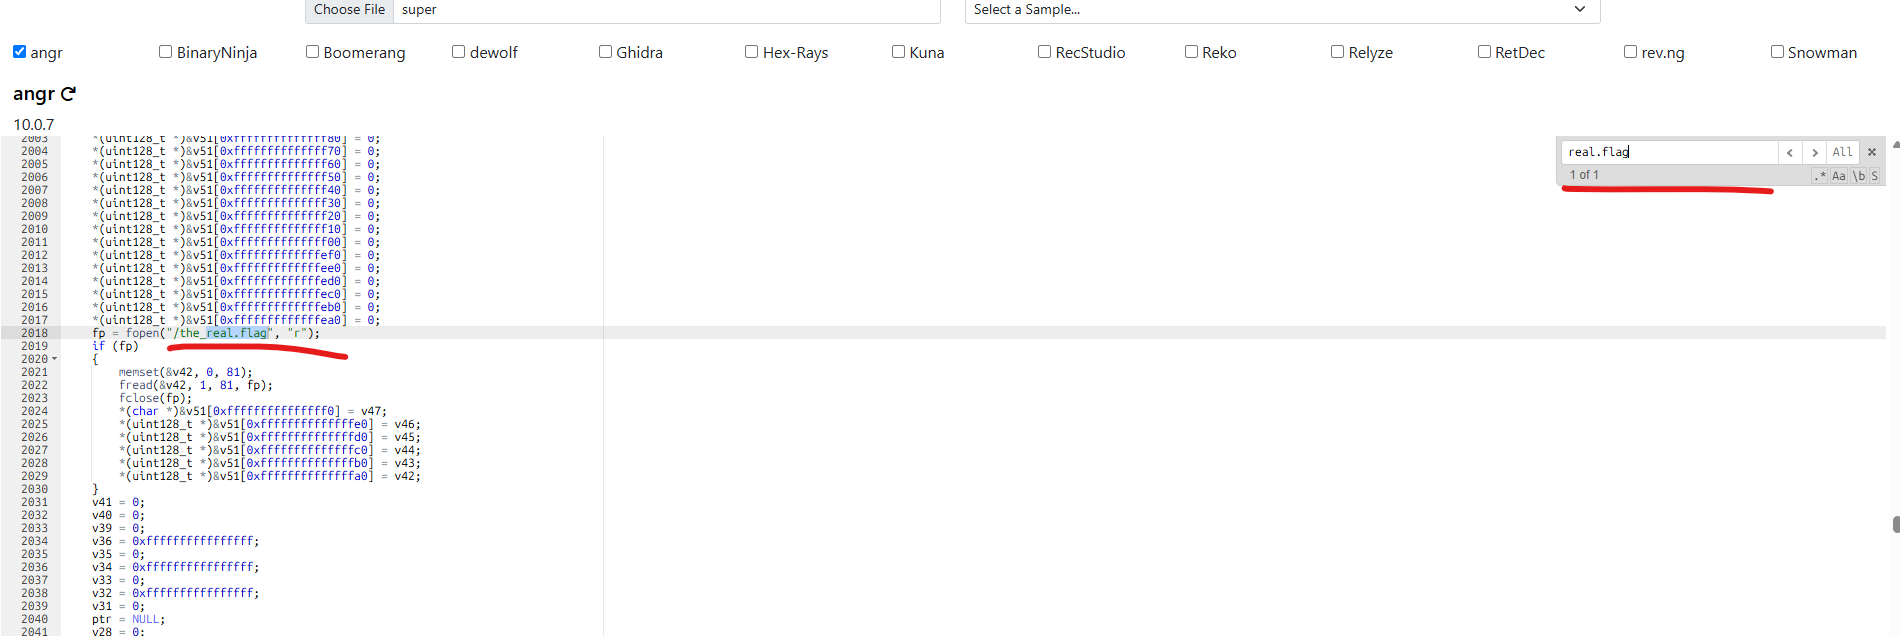 Choose File super Select a Sample...
angr BinaryNinja Boomerang dewolf Ghidra Hex-Rays Kuna RecStudio Reko Relyze RetDec rev.ng Snowman
angr
10.0.7
real.flag All
1 of 1 .* Aa \b S
2003 *(uint128_t *)&v51[0xffffffffffffff80] = 0;
2004 *(uint128_t *)&v51[0xffffffffffffff70] = 0;
2005 *(uint128_t *)&v51[0xffffffffffffff60] = 0;
2006 *(uint128_t *)&v51[0xffffffffffffff50] = 0;
2007 *(uint128_t *)&v51[0xffffffffffffff40] = 0;
2008 *(uint128_t *)&v51[0xffffffffffffff30] = 0;
2009 *(uint128_t *)&v51[0xffffffffffffff20] = 0;
2010 *(uint128_t *)&v51[0xffffffffffffff10] = 0;
2011 *(uint128_t *)&v51[0xffffffffffffff00] = 0;
2012 *(uint128_t *)&v51[0xfffffffffffffef0] = 0;
2013 *(uint128_t *)&v51[0xfffffffffffffee0] = 0;
2014 *(uint128_t *)&v51[0xfffffffffffffed0] = 0;
2015 *(uint128_t *)&v51[0xfffffffffffffec0] = 0;
2016 *(uint128_t *)&v51[0xfffffffffffffeb0] = 0;
2017 *(uint128_t *)&v51[0xfffffffffffffea0] = 0;
2018 fp = fopen("/the_real.flag", "r");
2019 if (fp)
2020 {
2021 memset(&v42, 0, 81);
2022 fread(&v42, 1, 81, fp);
2023 fclose(fp);
2024 *(char *)&v51[0xfffffffffffffff0] = v47;
2025 *(uint128_t *)&v51[0xffffffffffffffe0] = v46;
2026 *(uint128_t *)&v51[0xffffffffffffffd0] = v45;
2027 *(uint128_t *)&v51[0xffffffffffffffc0] = v44;
2028 *(uint128_t *)&v51[0xffffffffffffffb0] = v43;
2029 *(uint128_t *)&v51[0xffffffffffffffa0] = v42;
2030 }
2031 v41 = 0;
2032 v40 = 0;
2033 v39 = 0;
2034 v36 = 0xffffffffffffffff;
2035 v35 = 0;
2036 v34 = 0xffffffffffffffff;
2037 v33 = 0;
2038 v32 = 0xffffffffffffffff;
2039 v31 = 0;
2040 ptr = NULL;
2041 v28 = 0;